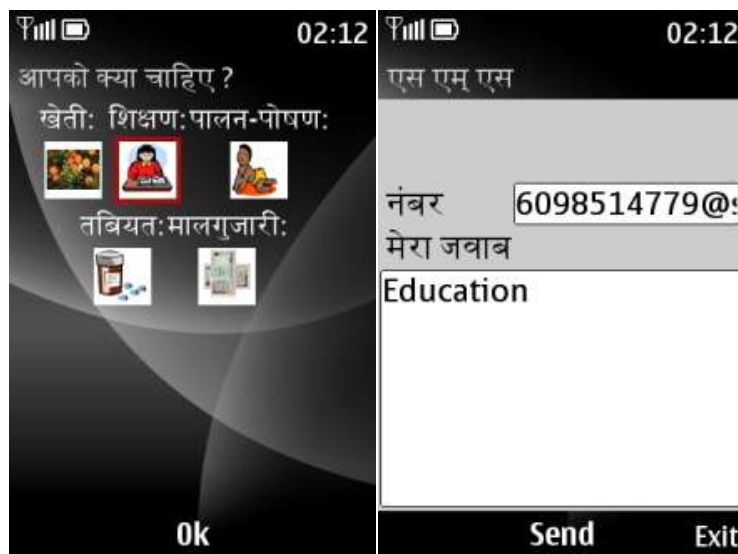 02:12
आपको क्या चाहिए ?
खेती: शिक्षण: पालन-पोषण:
तबियत: मालगुजारी:
Ok
02:12
एस एम् एस
नंबर 6098514779@
मेरा जवाब
Education
Send Exit